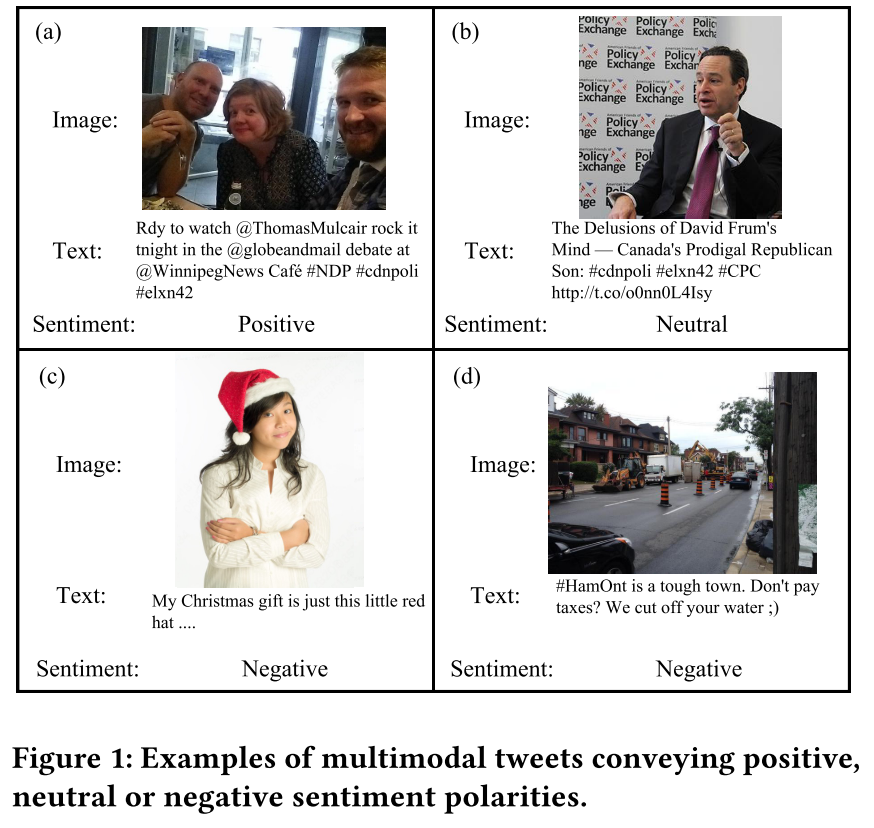 (a)
Image:
Text:
Rdy to watch @ThomasMulcair rock it
tnight in the @globeandmail debate at
@WinnipegNews Café #NDP #cdnpoli
#elxn42
Sentiment: Positive
(b)
Policy Exchange
Image:
Text:
The Delusions of David Frum's
Mind — Canada's Prodigal Republican
Son: #cdnpoli #elxn42 #CPC
http://t.co/o0nn0L4Isy
Sentiment: Neutral
(c)
Image:
Text:
My Christmas gift is just this little red
hat ....
Sentiment: Negative
(d)
Image:
Text:
#HamOnt is a tough town. Don't pay
taxes? We cut off your water ;)
Sentiment: Negative
Figure 1: Examples of multimodal tweets conveying positive,
neutral or negative sentiment polarities.